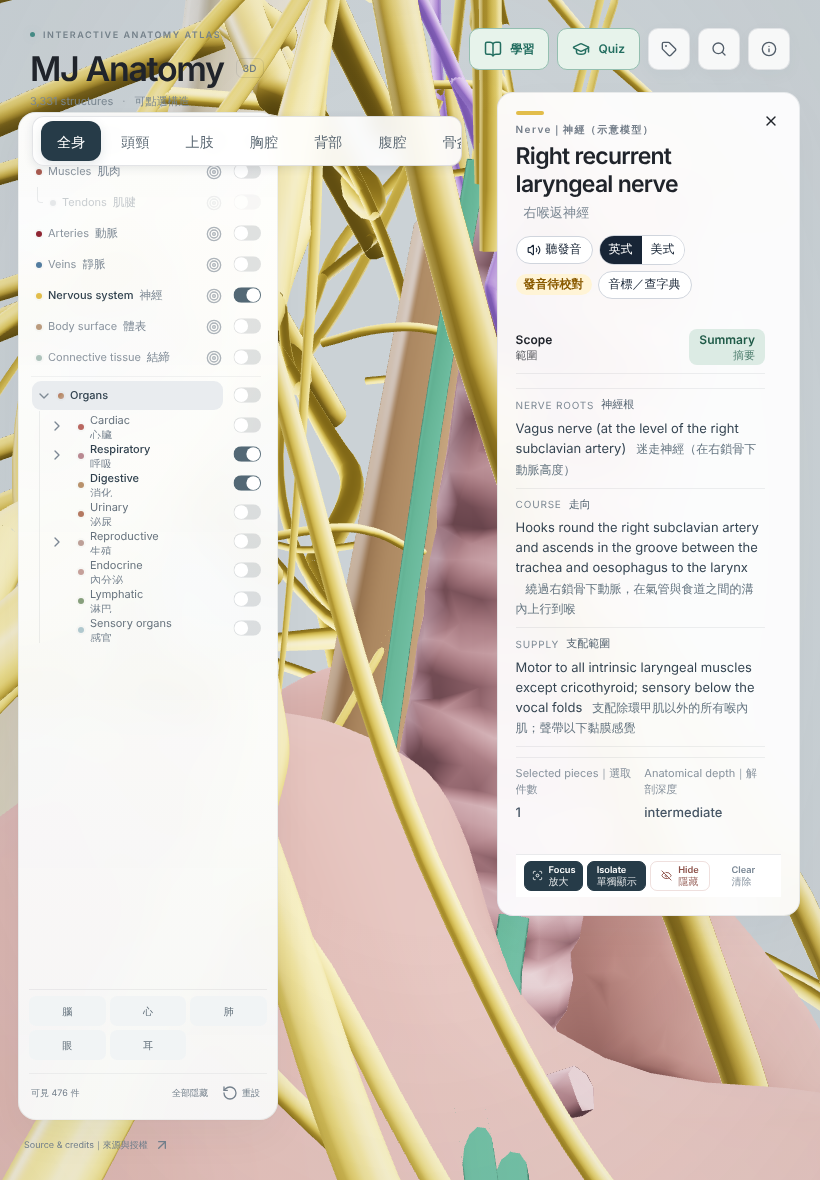 INTERACTIVE ANATOMY ATLAS
MJ Anatomy 3D
structures · 可點選構造
學習
Quiz
全身
頭頸
上肢
胸腔
背部
腹腔
Muscles 肌肉
Tendons 肌腱
Arteries 動脈
Veins 靜脈
Nervous system 神經
Body surface 體表
Connective tissue 結締
Organs
Cardiac
心臟
Respiratory
呼吸
Digestive
消化
Urinary
泌尿
Reproductive
生殖
Endocrine
內分泌
Lymphatic
淋巴
Sensory organs
感官
腦
心
肺
眼
耳
可見 476 件
全部隱藏
重設
Source & credits | 來源與授權
Nerve | 神經（示意模型）
Right recurrent
laryngeal nerve
右喉返神經
聽發音
英式
美式
發音待校對
音標／查字典
Scope
範圍
Summary
摘要
NERVE ROOTS 神經根
Vagus nerve (at the level of the right
subclavian artery) 迷走神經（在右鎖骨下
動脈高度）
COURSE 走向
Hooks round the right subclavian artery
and ascends in the groove between the
trachea and oesophagus to the larynx
繞過右鎖骨下動脈，在氣管與食道之間的溝
內上行到喉
SUPPLY 支配範圍
Motor to all intrinsic laryngeal muscles
except cricothyroid; sensory below the
vocal folds 支配除環甲肌以外的所有喉內
肌；聲帶以下黏膜感覺
Selected pieces | 選取
件數
1
Anatomical depth | 解
剖深度
intermediate
Focus
放大
Isolate
單獨顯示
Hide
隱藏
Clear
清除